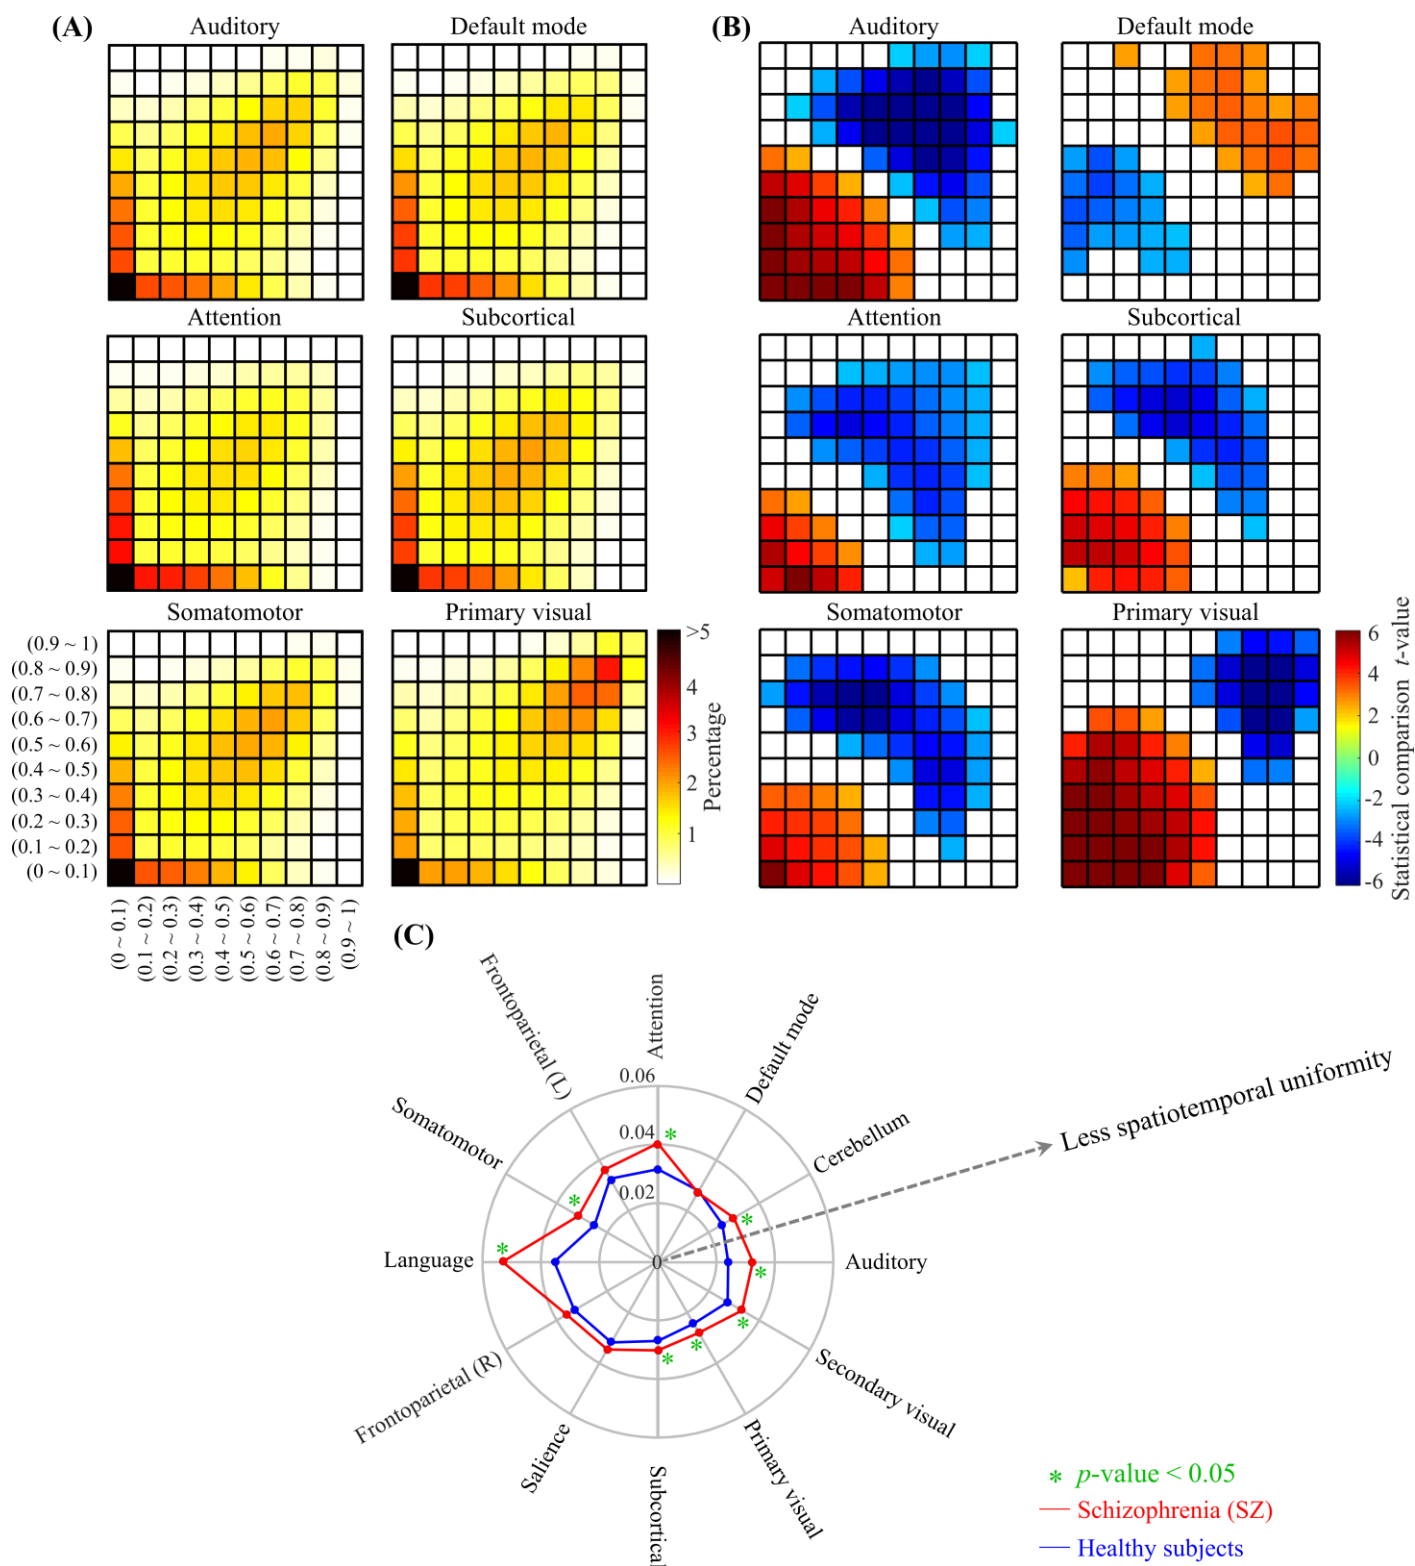 (A)
Auditory
Default mode
(B)
Auditory
Default mode
Attention
Subcortical
Attention
Subcortical
Somatomotor
Primary visual
Somatomotor
Primary visual
(0.9 ~ 1)
(0.8 ~ 0.9)
(0.7 ~ 0.8)
(0.6 ~ 0.7)
(0.5 ~ 0.6)
(0.4 ~ 0.5)
(0.3 ~ 0.4)
(0.2 ~ 0.3)
(0.1 ~ 0.2)
(0 ~ 0.1)
(0 ~ 0.1)
(0.1 ~ 0.2)
(0.2 ~ 0.3)
(0.3 ~ 0.4)
(0.4 ~ 0.5)
(0.5 ~ 0.6)
(0.6 ~ 0.7)
(0.7 ~ 0.8)
(0.8 ~ 0.9)
(0.9 ~ 1)
>5
4
3
2
1
Percentage
6
4
2
0
-2
-4
-6
Statistical comparison t-value
(C)
Attention
Default mode
Cerebellum
Auditory
Secondary visual
Primary visual
Subcortical
Salience
Frontoparietal (R)
Language
Somatomotor
Frontoparietal (L)
0.06
0.04
0.02
0
*
*
*
*
*
*
*
*
Less spatiotemporal uniformity
* p-value < 0.05
Schizophrenia (SZ)
Healthy subjects